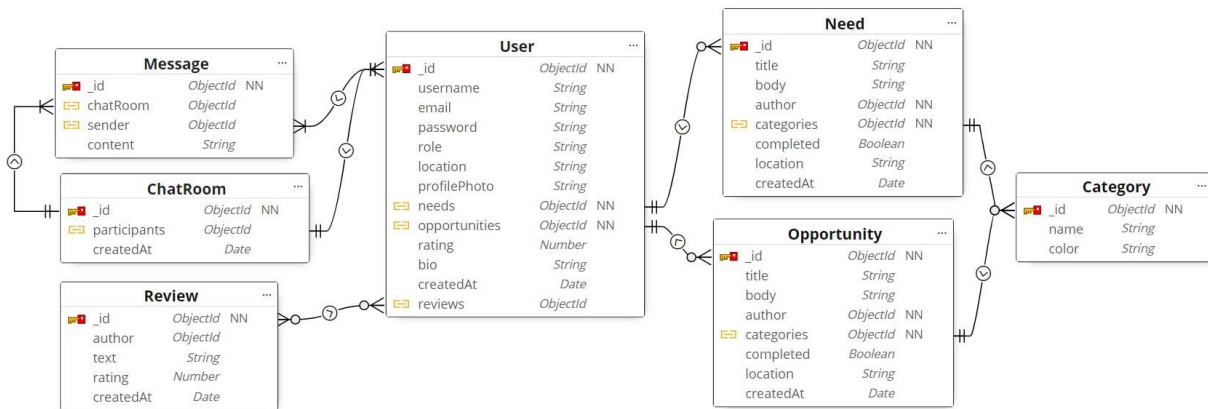 Message ...
_id ObjectId NN
chatRoom ObjectId
sender ObjectId
content String
ChatRoom ...
_id ObjectId NN
participants ObjectId
createdAt Date
Review ...
_id ObjectId NN
author ObjectId
text String
rating Number
createdAt Date
User ...
_id ObjectId NN
username String
email String
password String
role String
location String
profilePhoto String
needs ObjectId NN
opportunities ObjectId NN
rating Number
bio String
createdAt Date
reviews ObjectId
Need ...
_id ObjectId NN
title String
body String
author ObjectId NN
categories ObjectId NN
completed Boolean
location String
createdAt Date
Opportunity ...
_id ObjectId NN
title String
body String
author ObjectId NN
categories ObjectId NN
completed Boolean
location String
createdAt Date
Category ...
_id ObjectId NN
name String
color String